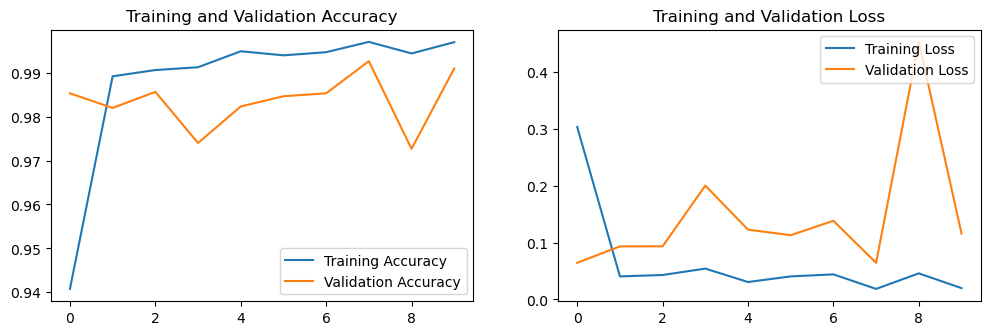 Training and Validation Accuracy
0.99
0.98
0.97
0.96
0.95
0.94
0 2 4 6 8
Training Accuracy
Validation Accuracy
Training and Validation Loss
0.4
0.3
0.2
0.1
0.0
0 2 4 6 8
Training Loss
Validation Loss